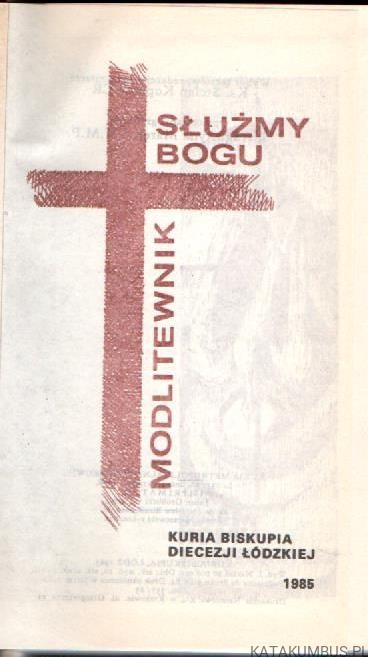 SŁUŻMY
BOGU
MODLITEWNIK
KURIA BISKUPIA
DIECEZJI ŁÓDZKIEJ
1985
KATAKUMBUS.PL